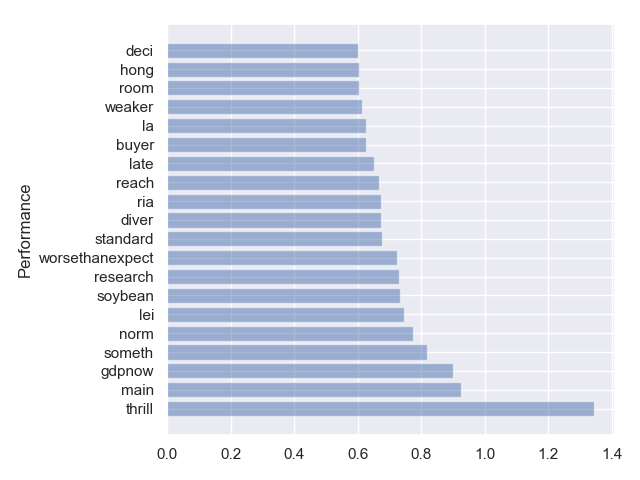 deci
hong
room
weaker
la
buyer
late
reach
ria
diver
standard
worsethanexpect
research
soybean
lei
norm
someth
gdpnow
main
thrill
Performance
0.0 0.2 0.4 0.6 0.8 1.0 1.2 1.4